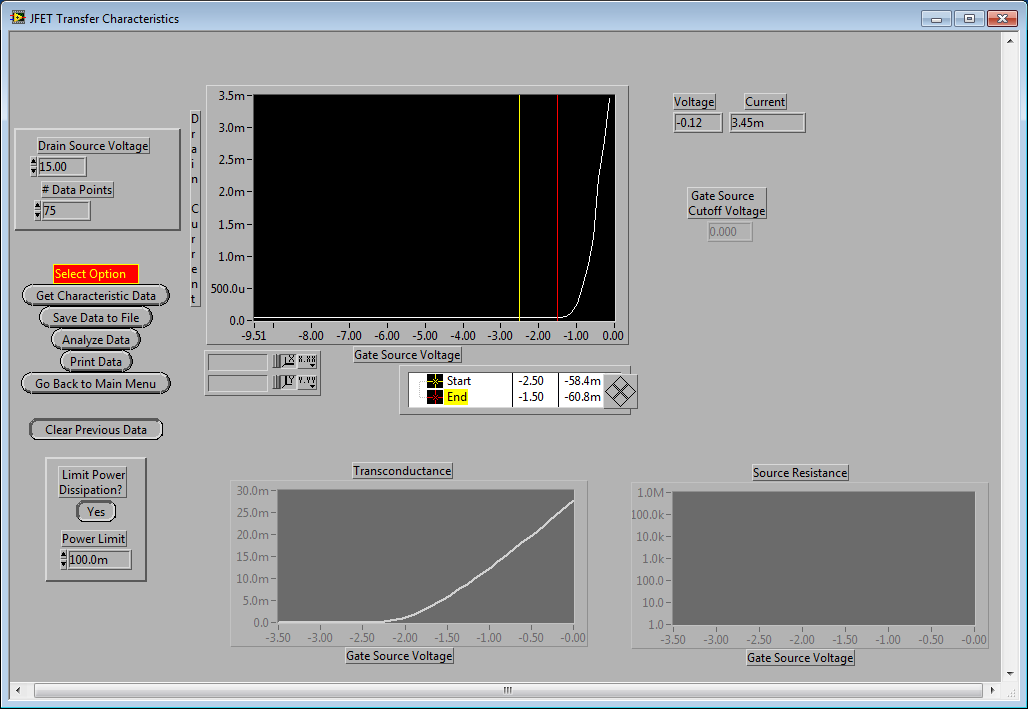 JFET Transfer Characteristics
Drain Source Voltage
15.00
# Data Points
75
Select Option
Get Characteristic Data
Save Data to File
Analyze Data
Print Data
Go Back to Main Menu
Clear Previous Data
Limit Power
Dissipation?
Yes
Power Limit
100.0m
Drain Current
3.5m
3.0m
2.5m
2.0m
1.5m
1.0m
500.0u
0.0
-9.51 -8.00 -7.00 -6.00 -5.00 -4.00 -3.00 -2.00 -1.00 0.00
Gate Source Voltage
X X.XX
Y Y.YY
Start -2.50 -58.4m
End -1.50 -60.8m
Voltage Current
-0.12 3.45m
Gate Source
Cutoff Voltage
0.000
Transconductance
30.0m
25.0m
20.0m
15.0m
10.0m
5.0m
0.0
-3.50 -3.00 -2.50 -2.00 -1.50 -1.00 -0.50 -0.00
Gate Source Voltage
Source Resistance
1.0M
100.0k
10.0k
1.0k
100.0
10.0
1.0
-3.50 -3.00 -2.50 -2.00 -1.50 -1.00 -0.50 -0.00
Gate Source Voltage